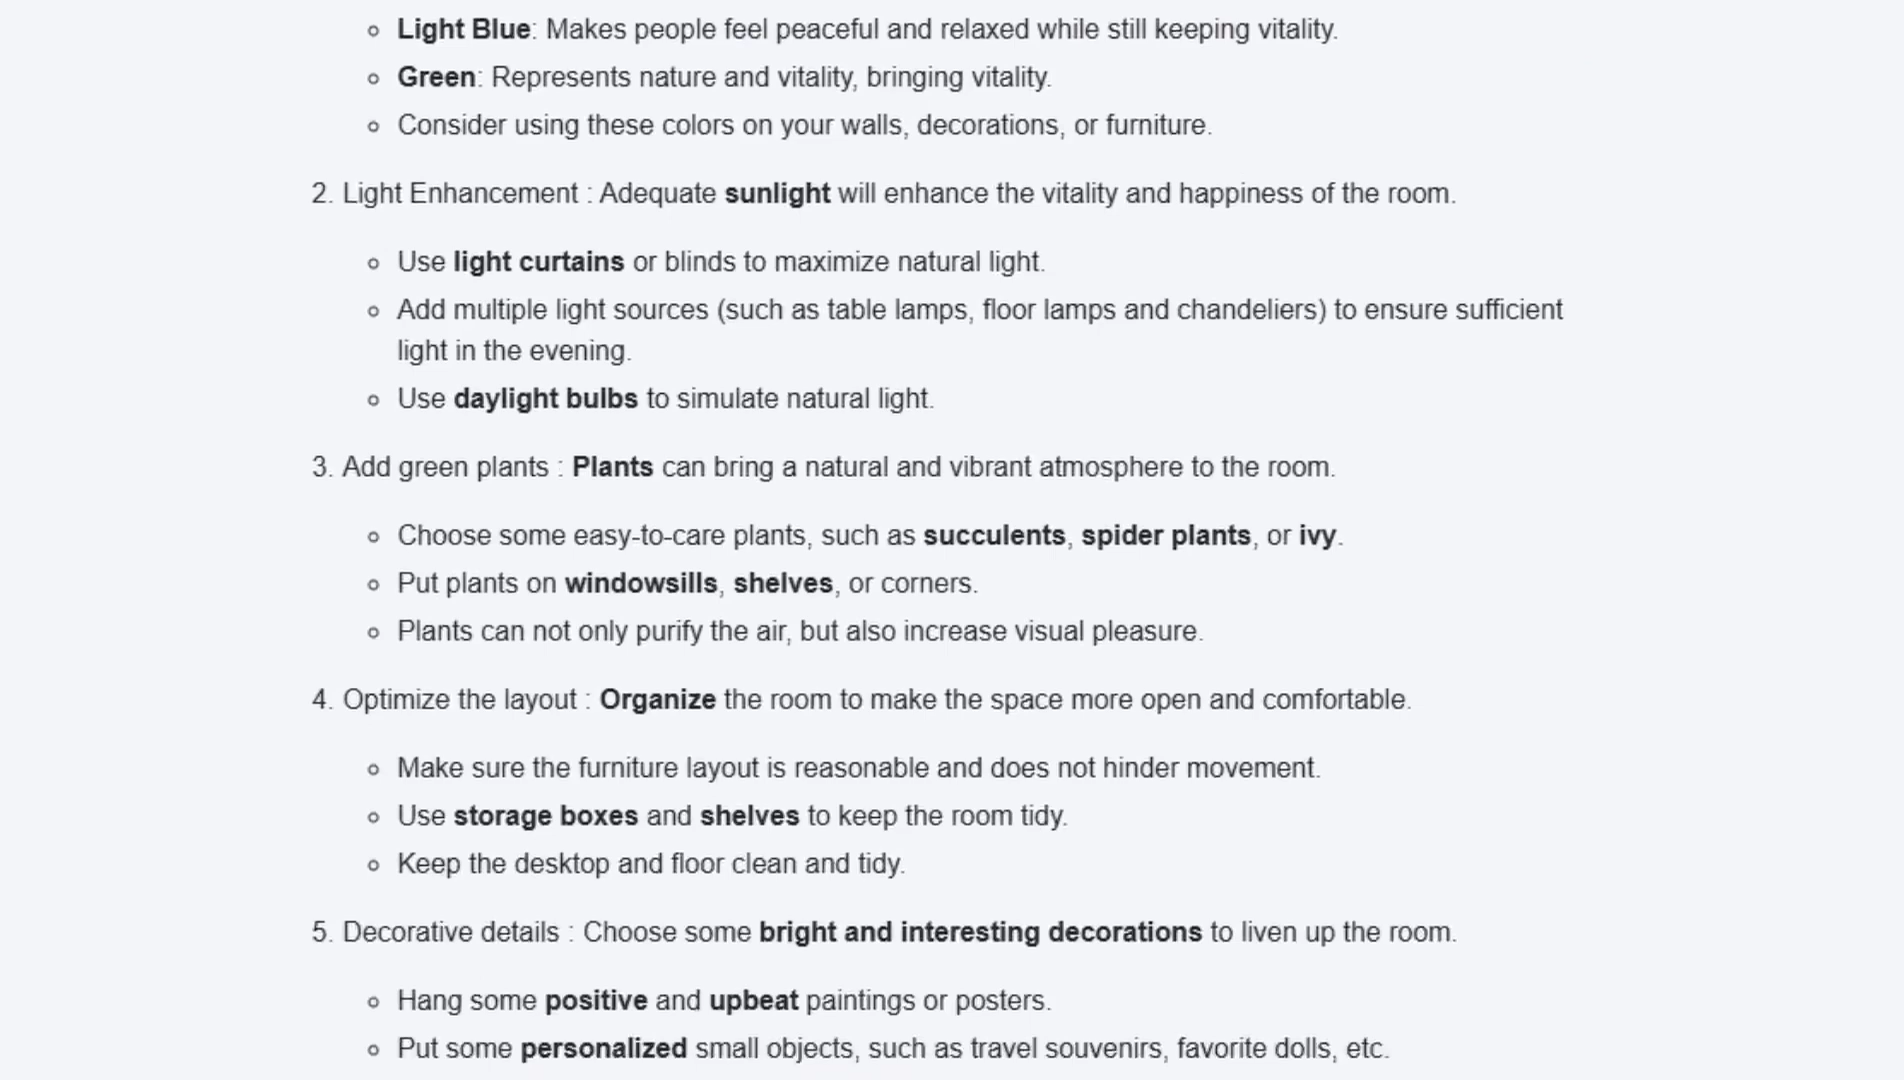 Light Blue: Makes people feel peaceful and relaxed while still keeping vitality.
Green: Represents nature and vitality, bringing vitality.
Consider using these colors on your walls, decorations, or furniture.
2. Light Enhancement : Adequate sunlight will enhance the vitality and happiness of the room.
Use light curtains or blinds to maximize natural light.
Add multiple light sources (such as table lamps, floor lamps and chandeliers) to ensure sufficient
light in the evening.
Use daylight bulbs to simulate natural light.
3. Add green plants : Plants can bring a natural and vibrant atmosphere to the room.
Choose some easy-to-care plants, such as succulents, spider plants, or ivy.
Put plants on windowsills, shelves, or corners.
Plants can not only purify the air, but also increase visual pleasure.
4. Optimize the layout : Organize the room to make the space more open and comfortable.
Make sure the furniture layout is reasonable and does not hinder movement.
Use storage boxes and shelves to keep the room tidy.
Keep the desktop and floor clean and tidy.
5. Decorative details : Choose some bright and interesting decorations to liven up the room.
Hang some positive and upbeat paintings or posters.
Put some personalized small objects, such as travel souvenirs, favorite dolls, etc.